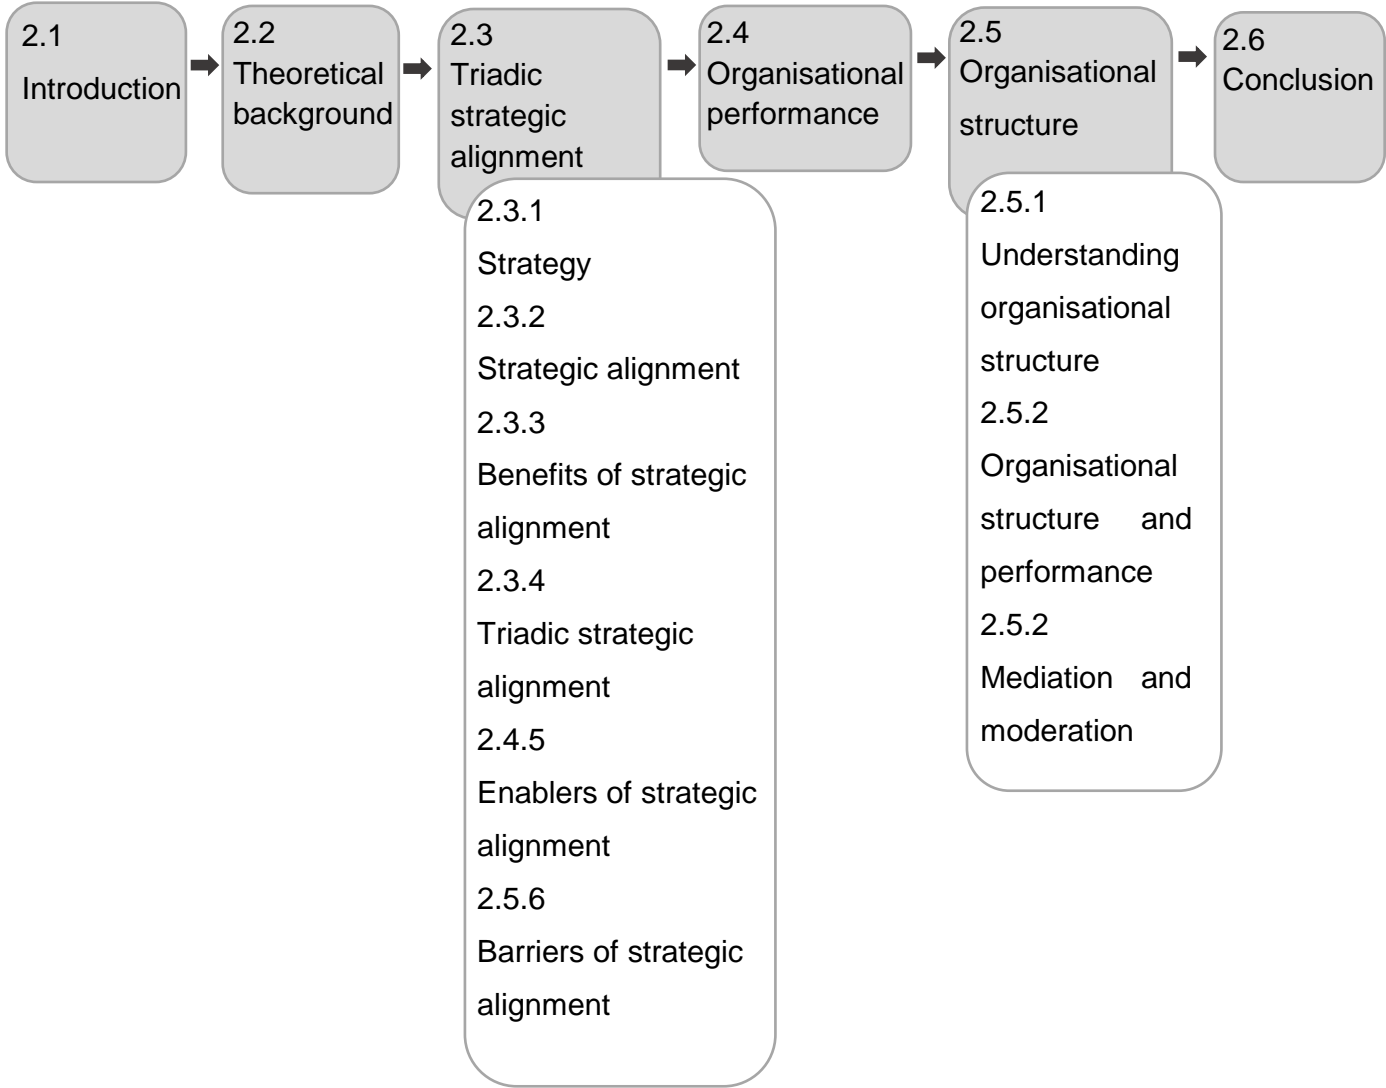 2.1
Introduction
2.2
Theoretical
background
2.3
Triadic
strategic
alignment
2.3.1
Strategy
2.3.2
Strategic alignment
2.3.3
Benefits of strategic
alignment
2.3.4
Triadic strategic
alignment
2.4.5
Enablers of strategic
alignment
2.5.6
Barriers of strategic
alignment
2.4
Organisational
performance
2.5
Organisational
structure
2.5.1
Understanding
organisational
structure
2.5.2
Organisational
structure and
performance
2.5.2
Mediation and
moderation
2.6
Conclusion